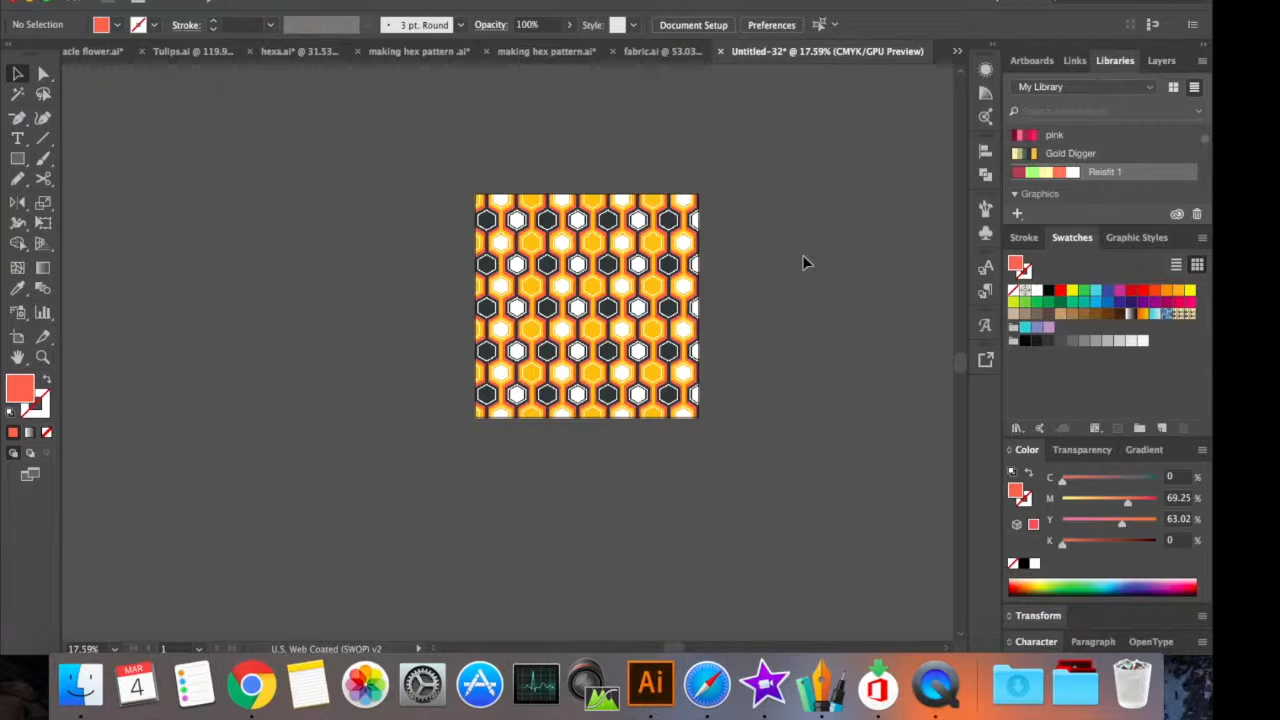 No Selection Stroke: 3 pt. Round Opacity: 100% Style: Document Setup Preferences
acle flower.ai* Tulips.ai @ 119.9... hexa.ai* @ 31.53... making hex pattern .ai* making hex pattern.ai* fabric.ai @ 53.03... Untitled-32* @ 17.59% (CMYK/GPU Preview)
Artboards Links Libraries Layers
My Library
pink
Gold Digger
Reisfit 1
Graphics
Stroke Swatches Graphic Styles
Color Transparency Gradient
C 0 %
M 69.25 %
Y 63.02 %
K 0 %
Transform
Character Paragraph OpenType
17.59% 1 U.S. Web Coated (SWOP) v2
MAR
4
Ai